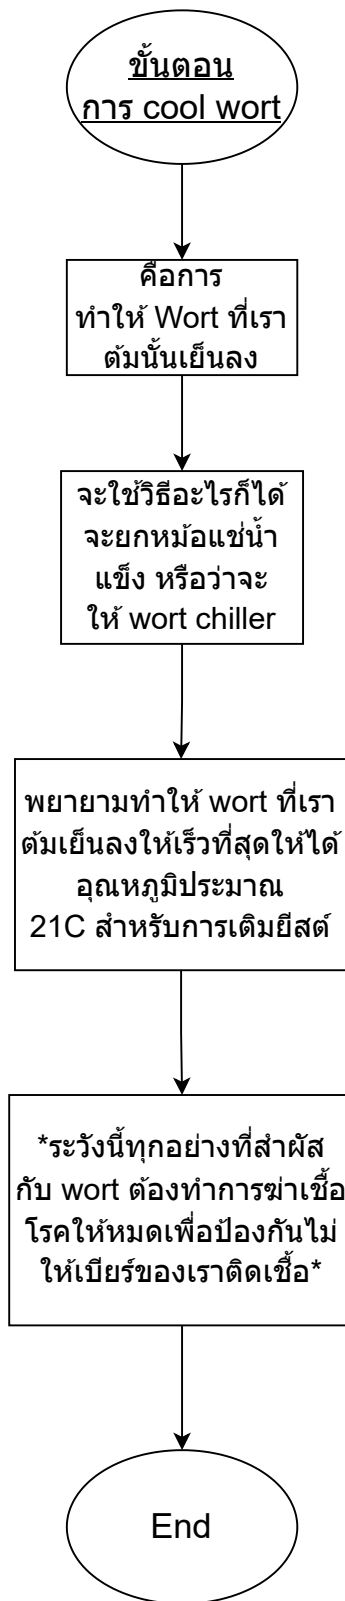 ขั้นตอน
การ cool wort
คือการ
ทำให้ Wort ที่เรา
ต้มนั้นเย็นลง
จะใช้วิธีอะไรก็ได้
จะยกหม้อแช่น้ำ
แข็ง หรือว่าจะ
ให้ wort chiller
พยายามทำให้ wort ที่เรา
ต้มเย็นลงให้เร็วที่สุดให้ได้
อุณหภูมิประมาณ
21C สำหรับการเติมยีสต์
*ระวังนี้ทุกอย่างที่สำผัส
กับ wort ต้องทำการฆ่าเชื้อ
โรคให้หมดเพื่อป้องกันไม่
ให้เบียร์ของเราติดเชื้อ*
End